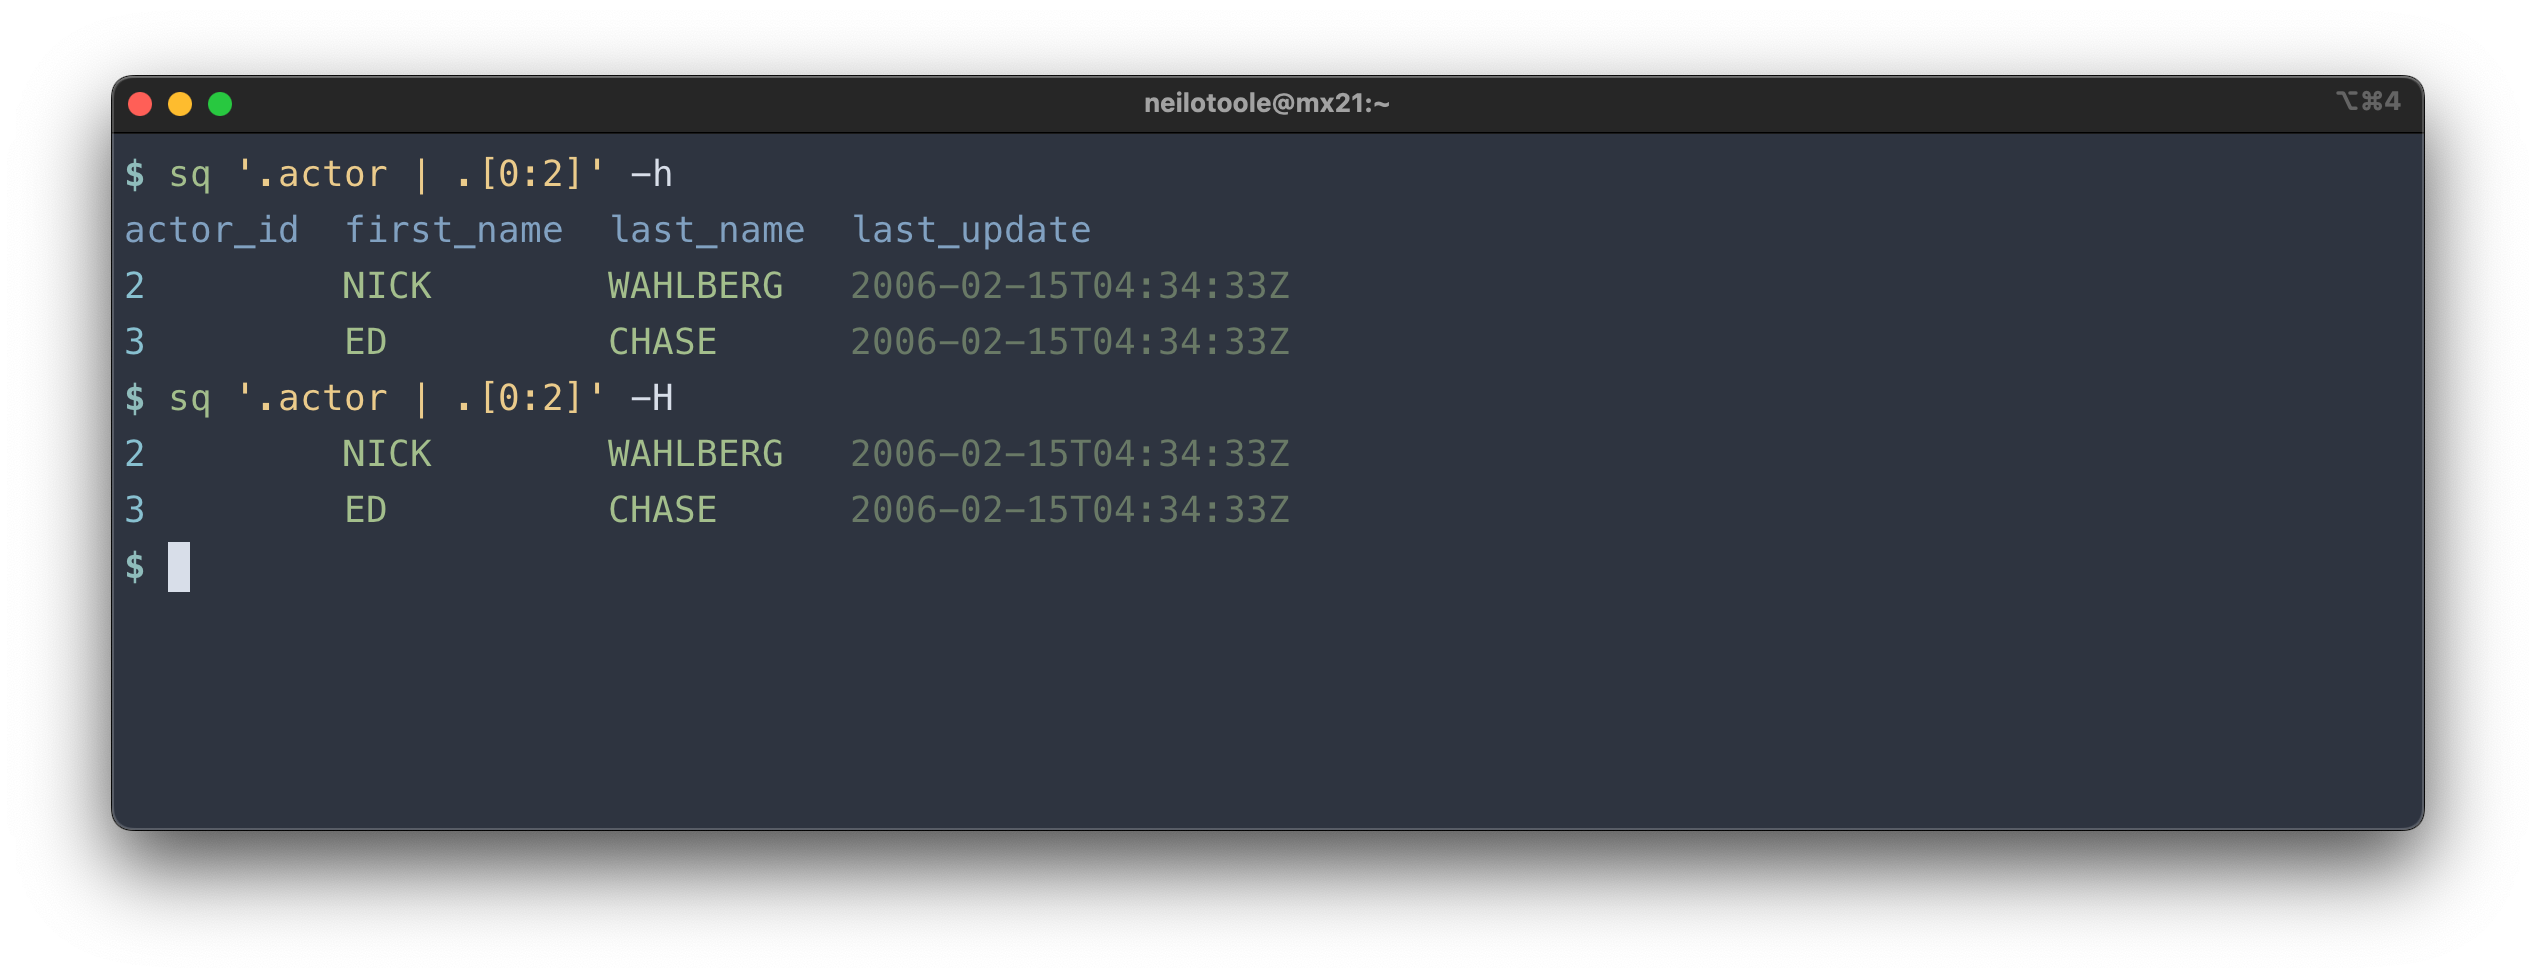 neilotoole@mx21:~ ⌥⌘4
$ sq '.actor | .[0:2]' -h
actor_id  first_name  last_name  last_update
2         NICK        WAHLBERG   2006-02-15T04:34:33Z
3         ED          CHASE      2006-02-15T04:34:33Z
$ sq '.actor | .[0:2]' -H
2         NICK        WAHLBERG   2006-02-15T04:34:33Z
3         ED          CHASE      2006-02-15T04:34:33Z
$